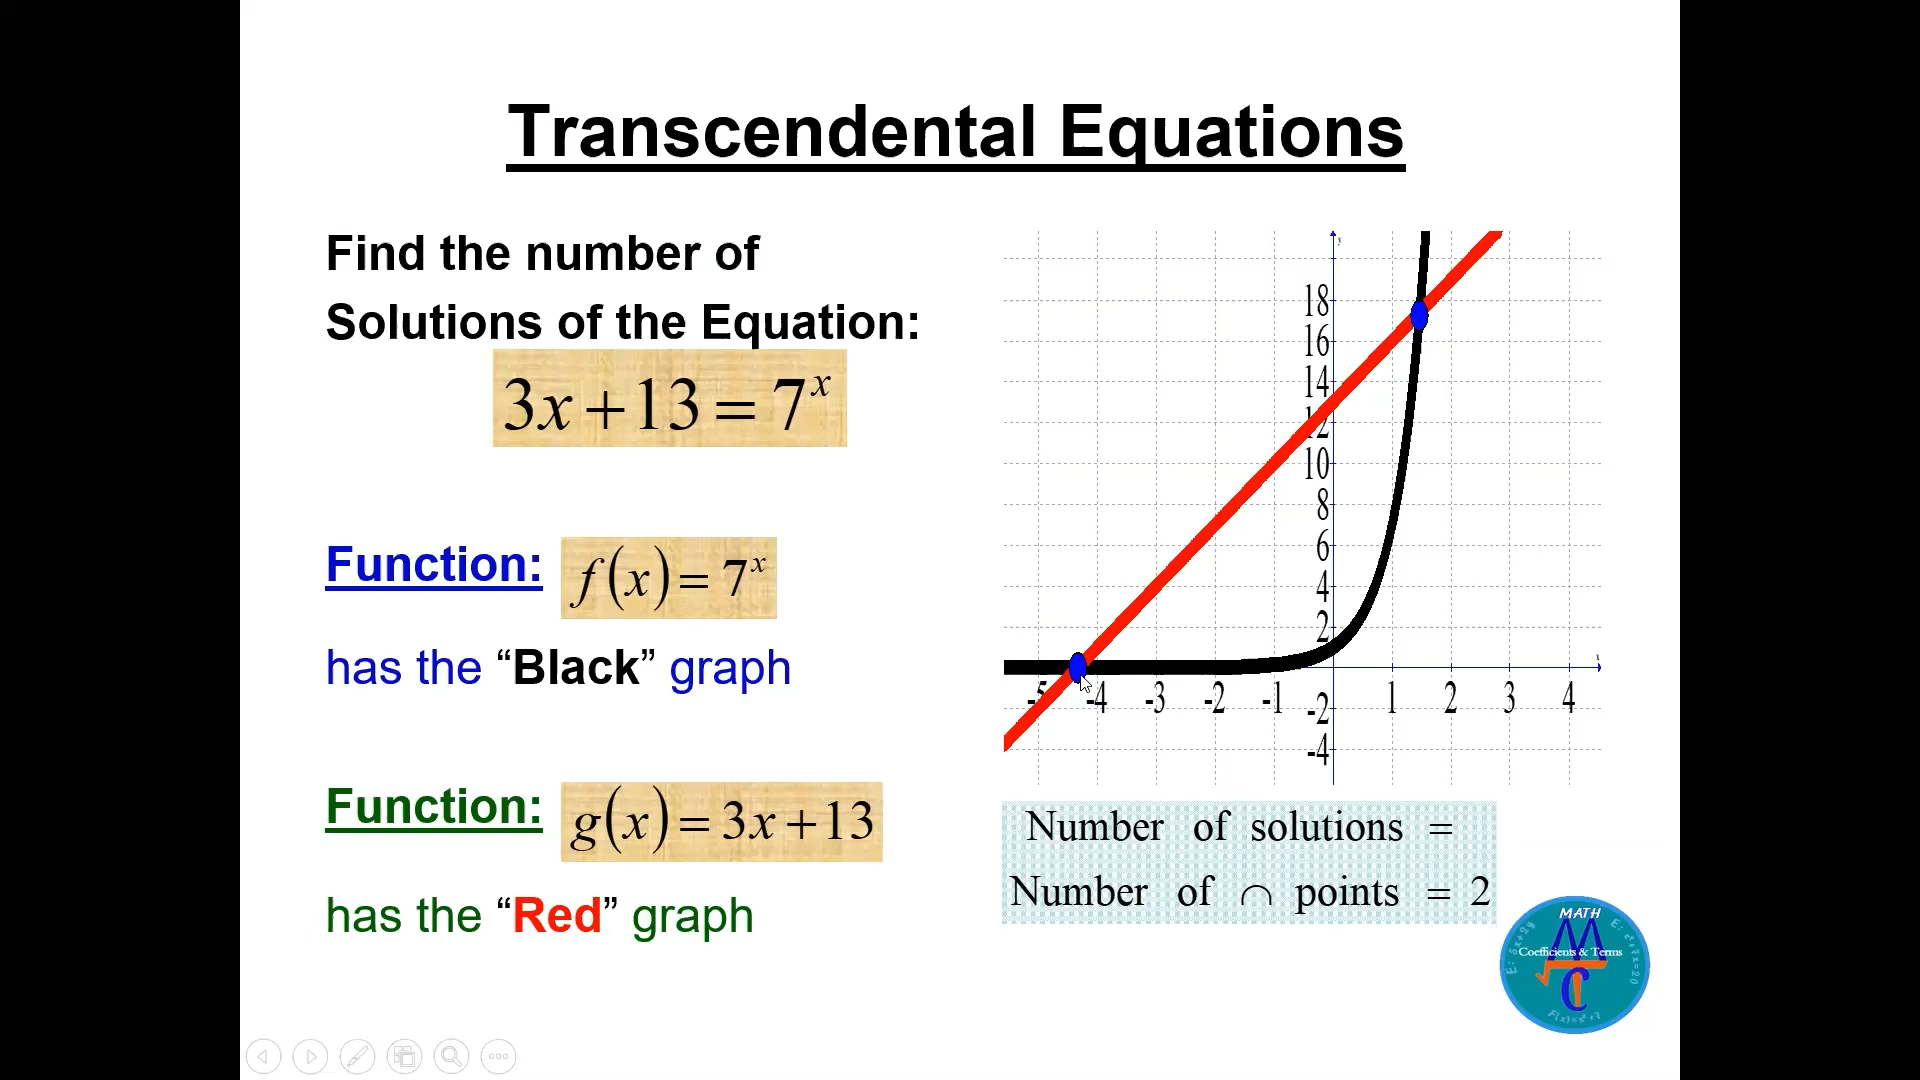 Transcendental Equations
Find the number of
Solutions of the Equation:
3x + 13 = 7^x
Function: f(x) = 7^x
has the “Black” graph
Function: g(x) = 3x + 13
has the “Red” graph
y
18
16
14
12
10
8
6
4
2
-5 -4 -3 -2 -1 1 2 3 4
-2
-4
Number of solutions =
Number of ∩ points = 2
MATH
Coefficients & Terms